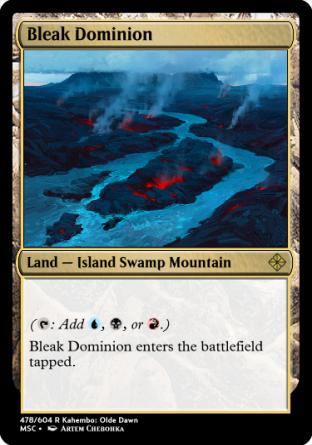 Bleak Dominion
Land — Island Swamp Mountain
(: Add , , or .)
Bleak Dominion enters the battlefield
tapped.
478/604 R Kahembo: Olde Dawn
MSC • Artem Chebohka